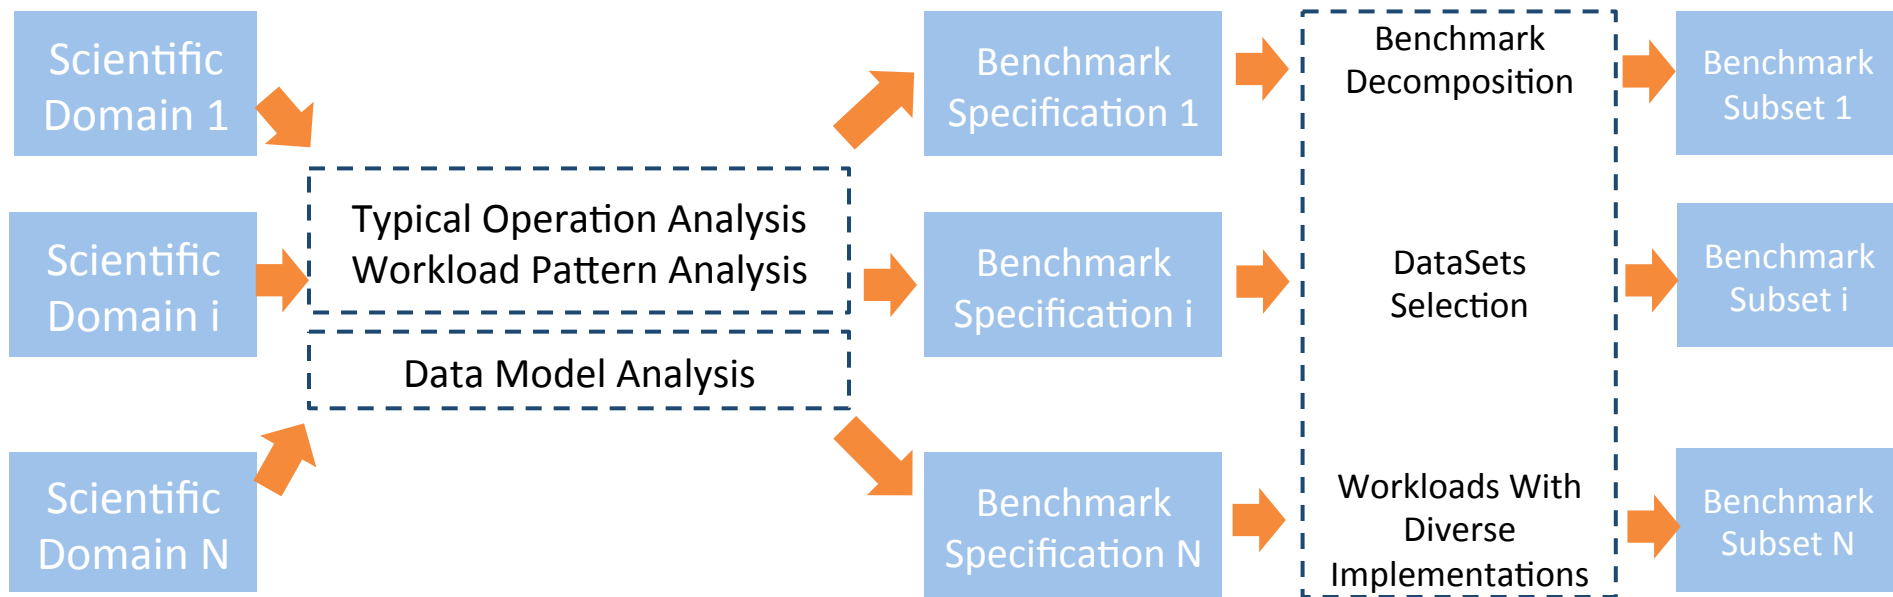 Scientific
Domain 1
Scientific
Domain i
Scientific
Domain N
Typical Operation Analysis
Workload Pattern Analysis
Data Model Analysis
Benchmark
Specification 1
Benchmark
Specification i
Benchmark
Specification N
Benchmark
Decomposition
DataSets
Selection
Workloads With
Diverse
Implementations
Benchmark
Subset 1
Benchmark
Subset i
Benchmark
Subset N